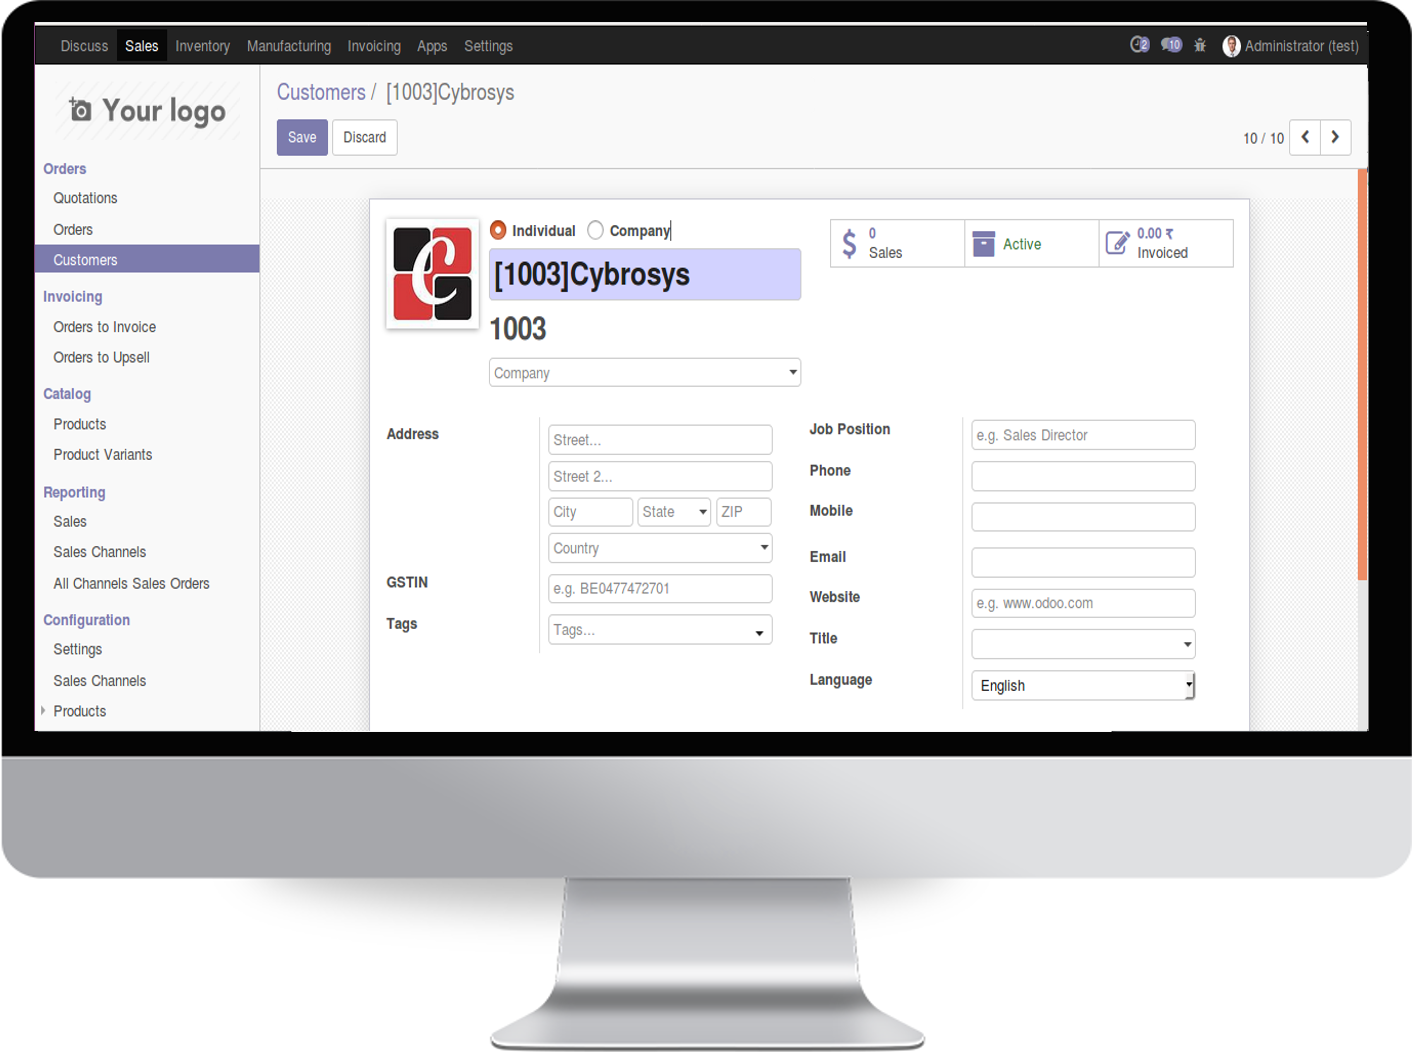 Discuss Sales Inventory Manufacturing Invoicing Apps Settings 2 10 Administrator (test)
Your logo
Customers / [1003]Cybrosys
Save Discard
10 / 10
Orders
Quotations
Orders
Customers
Invoicing
Orders to Invoice
Orders to Upsell
Catalog
Products
Product Variants
Reporting
Sales
Sales Channels
All Channels Sales Orders
Configuration
Settings
Sales Channels
Products
C
Individual Company
[1003]Cybrosys
1003
Company
$ 0
Sales
Active
0.00 ₹
Invoiced
Address
Street...
Street 2...
City State ZIP
Country
GSTIN e.g. BE0477472701
Tags Tags...
Job Position e.g. Sales Director
Phone
Mobile
Email
Website e.g. www.odoo.com
Title
Language English